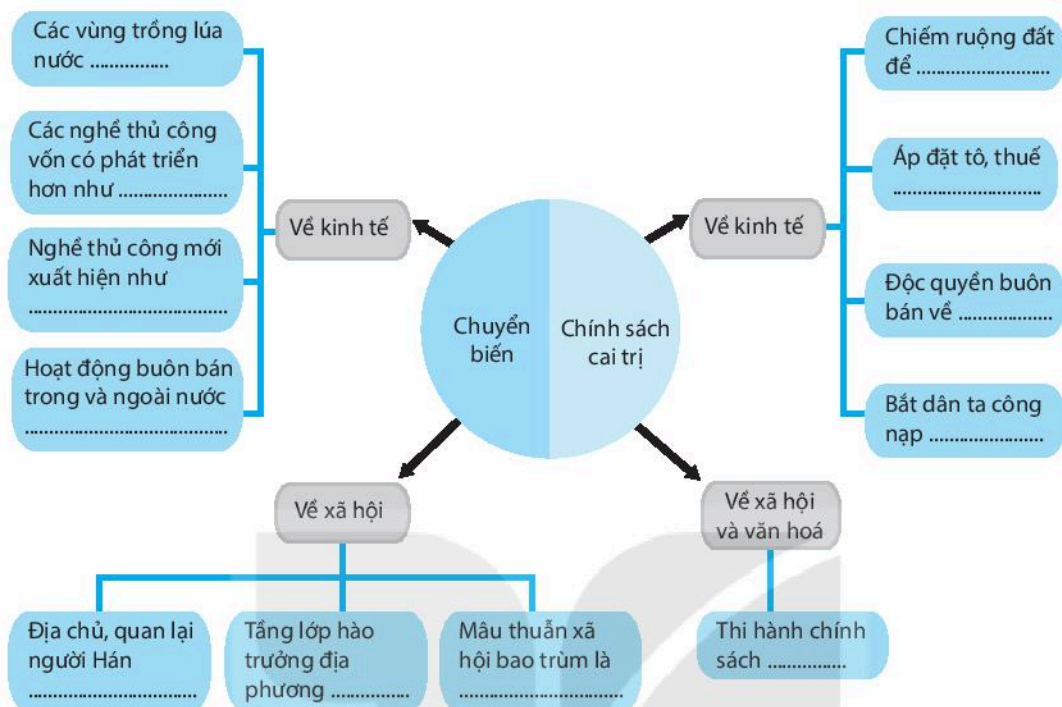 Các vùng trồng lúa
nước ................
Các nghề thủ công
vốn có phát triển
hơn như ......................
Nghề thủ công mới
xuất hiện như
........................................
Hoạt động buôn bán
trong và ngoài nước
.........................................
Về kinh tế
Chuyển
biến
Chính sách
cai trị
Về kinh tế
Chiếm ruộng đất
để ...........................
Áp đặt tô, thuế
..............................
Độc quyền buôn
bán về ...................
Bắt dân ta công
nạp .......................
Về xã hội
Địa chủ, quan lại
người Hán
..................................
Tầng lớp hào
trưởng địa
phương ................
Mâu thuẫn xã
hội bao trùm là
.................................
Về xã hội
và văn hoá
Thi hành chính
sách .................